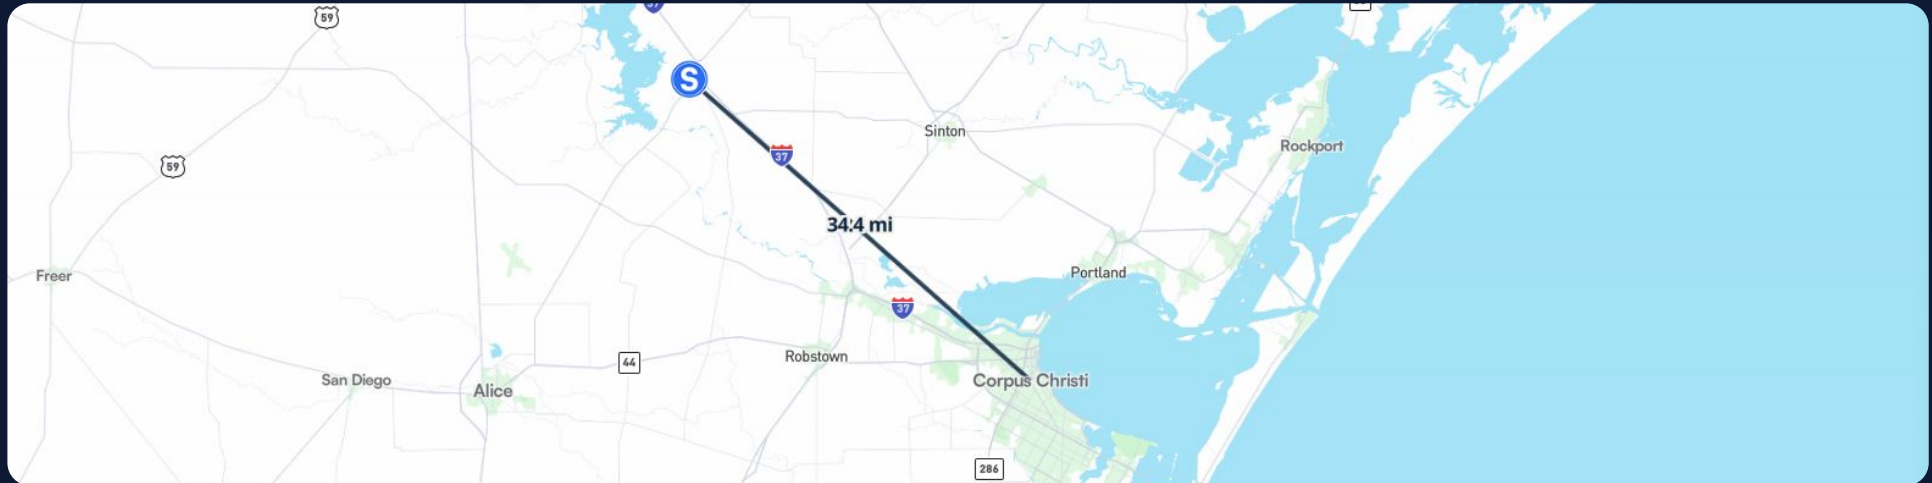 59
37
S
Sinton
37
Rockport
59
34.4 mi
Freer
Portland
37
Robstown
44
San Diego
Alice
Corpus Christi
286